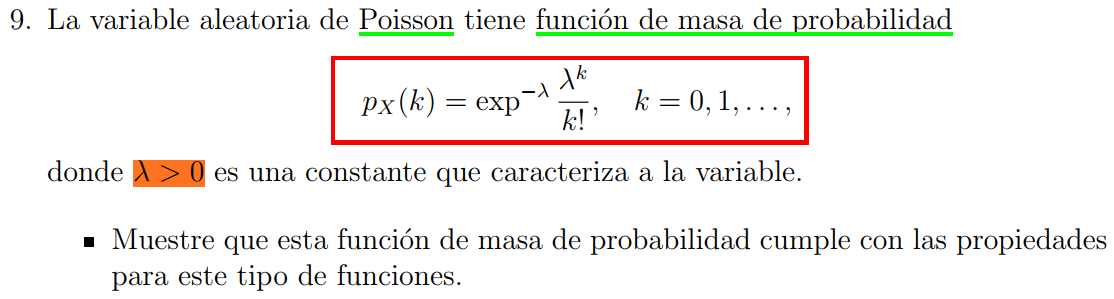 9. La variable aleatoria de Poisson tiene función de masa de probabilidad
pX(k) = exp^{−λ} λ^k / k!, k = 0, 1, . . . ,
donde λ > 0 es una constante que caracteriza a la variable.
▪ Muestre que esta función de masa de probabilidad cumple con las propiedades
para este tipo de funciones.